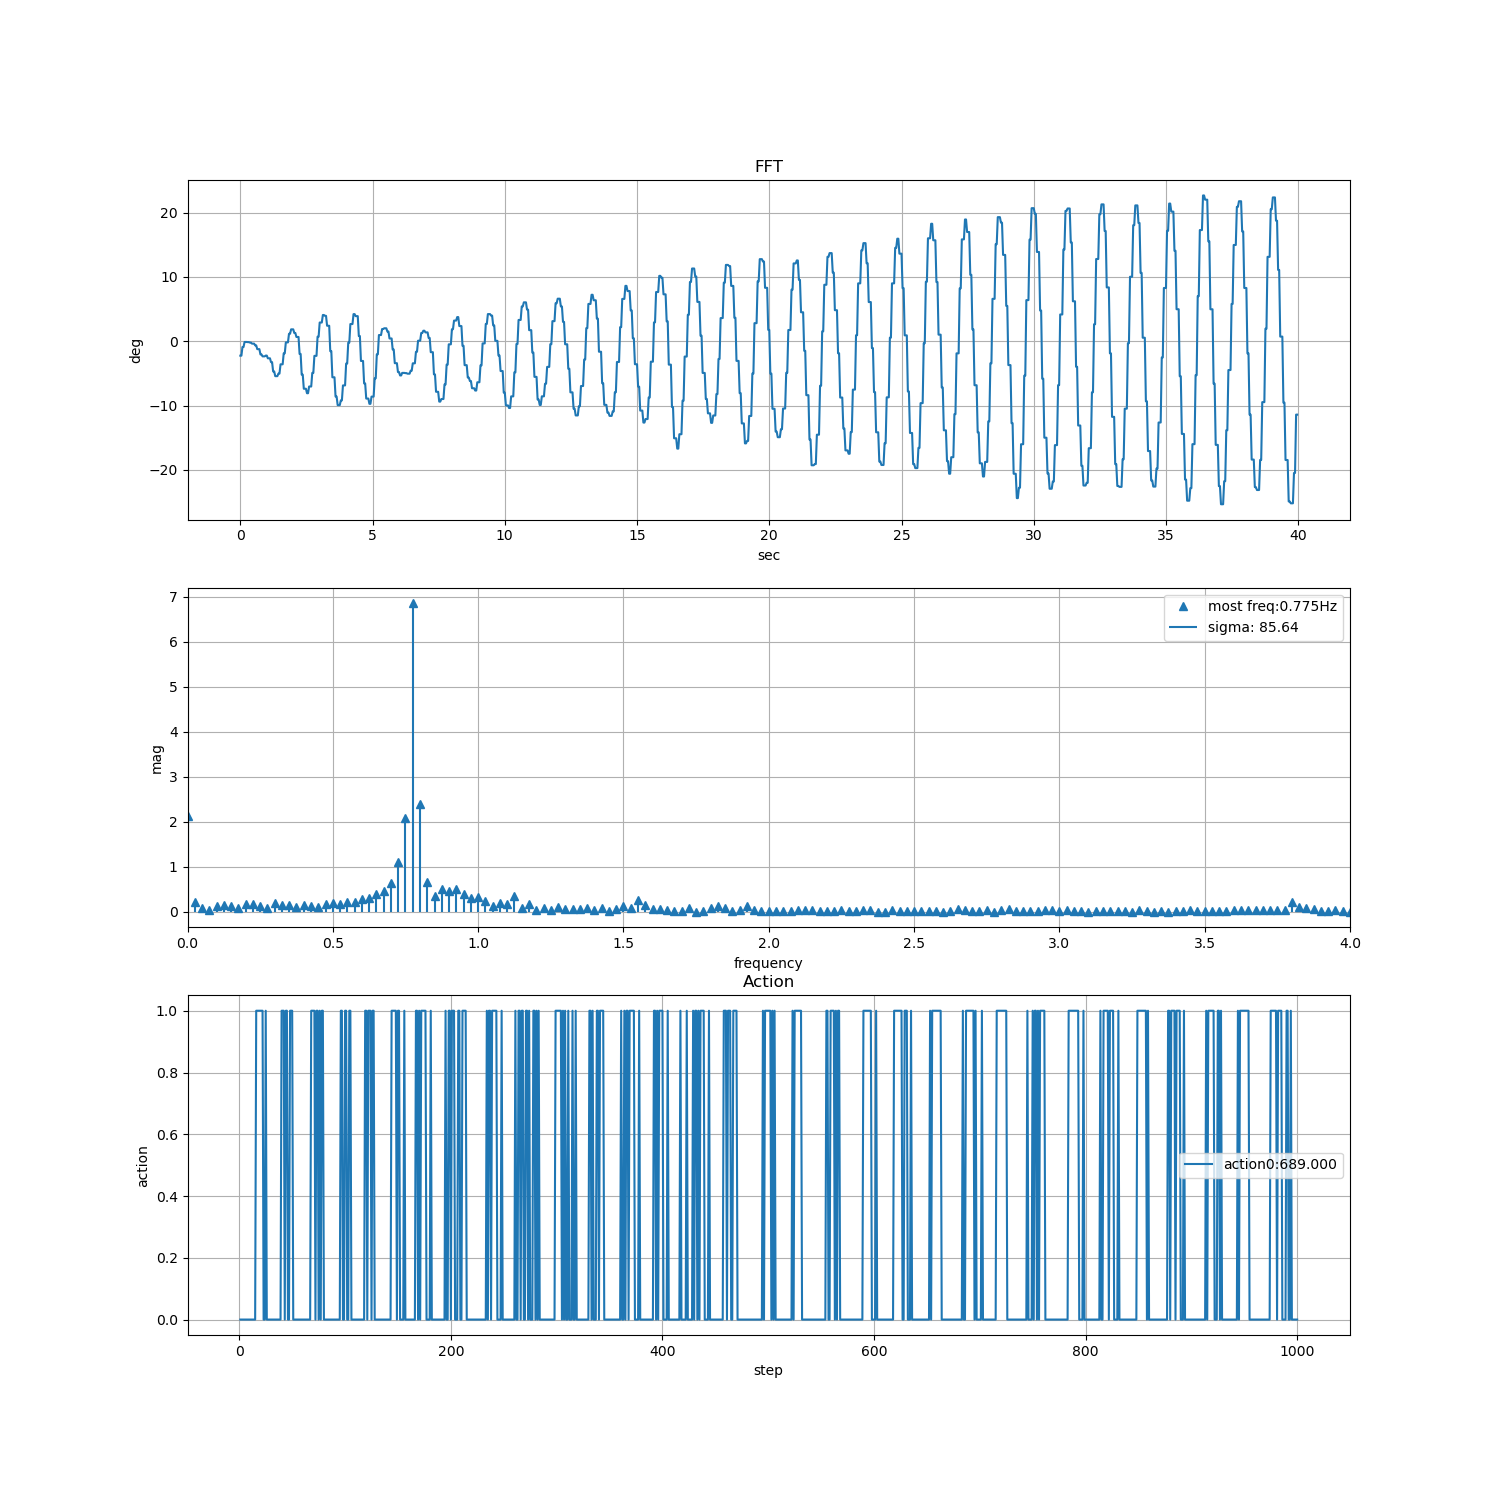 FFT
20
10
0
−10
−20
deg
0 5 10 15 20 25 30 35 40
sec
7
6
5
4
3
2
1
0
mag
most freq:0.775Hz
sigma: 85.64
0.0 0.5 1.0 1.5 2.0 2.5 3.0 3.5 4.0
frequency
Action
1.0
0.8
0.6
0.4
0.2
0.0
action
action0:689.000
0 200 400 600 800 1000
step